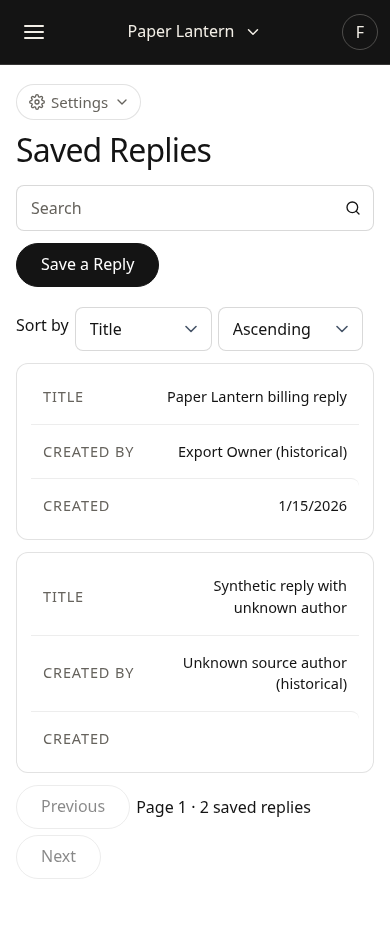 Paper Lantern
F
Settings
Saved Replies
Search
Save a Reply
Sort by
Title
Ascending
TITLE
Paper Lantern billing reply
CREATED BY
Export Owner (historical)
CREATED
1/15/2026
TITLE
Synthetic reply with
unknown author
CREATED BY
Unknown source author
(historical)
CREATED
Previous
Page 1 · 2 saved replies
Next